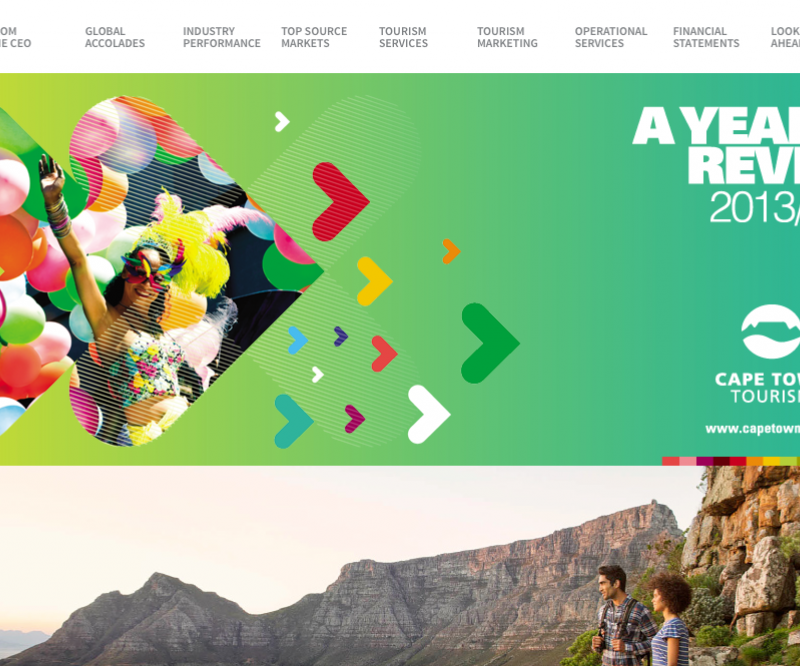 OM
E CEO
GLOBAL
ACCOLADES
INDUSTRY
PERFORMANCE
TOP SOURCE
MARKETS
TOURISM
SERVICES
TOURISM
MARKETING
OPERATIONAL
SERVICES
FINANCIAL
STATEMENTS
LOOK
AHEA
A YEA
REV
2013/
CAPE TOW
TOURIS
www.capetown